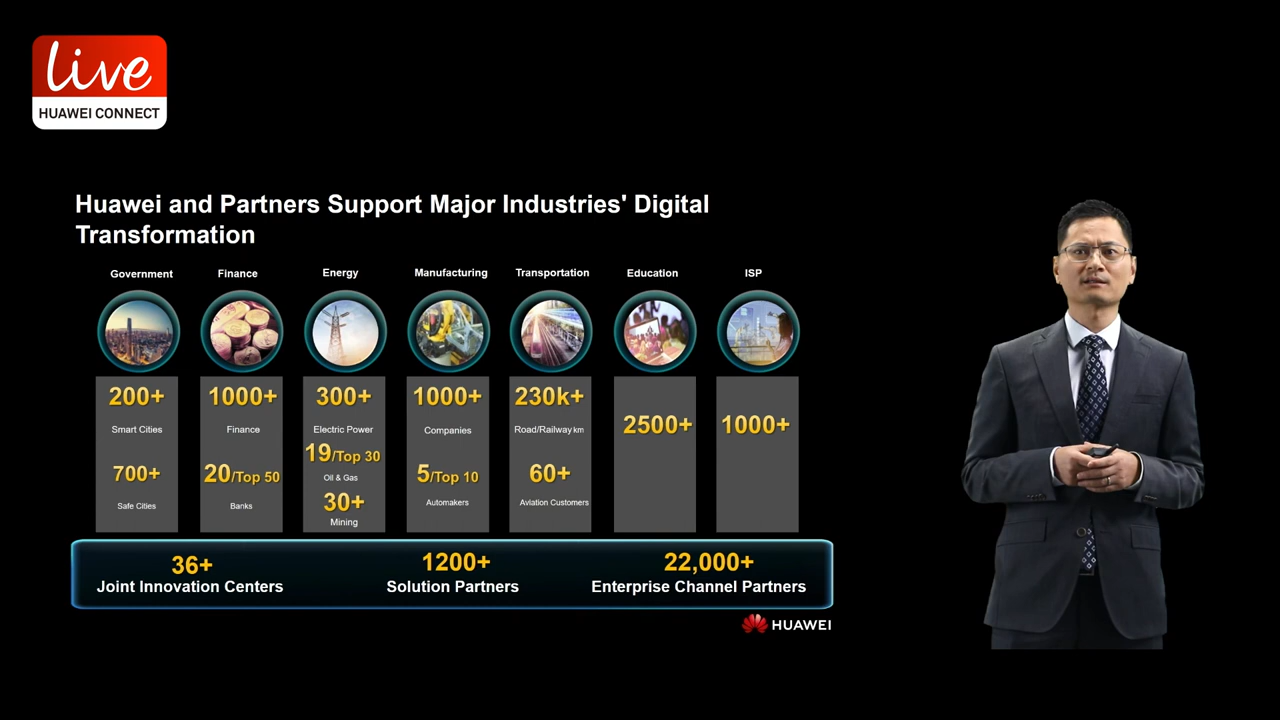 Live
HUAWEI CONNECT
Huawei and Partners Support Major Industries' Digital
Transformation
Government
Finance
Energy
Manufacturing
Transportation
Education
ISP
200+
Smart Cities
700+
Safe Cities
1000+
Finance
20/Top 50
Banks
300+
Electric Power
19/Top 30
Oil & Gas
30+
Mining
1000+
Companies
5/Top 10
Automakers
230k+
Road/Railway km
60+
Aviation Customers
2500+
1000+
36+
Joint Innovation Centers
1200+
Solution Partners
22,000+
Enterprise Channel Partners
HUAWEI